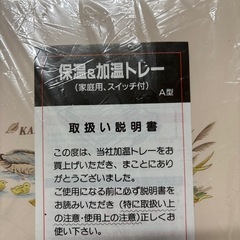 保温&加温トレー
(家庭用、スイッチ付)
A型
取扱い説明書
この度は、当社加温トレーをお
買上げいただき、まことにありが
とうございました。
ご使用になる前に必ず説明書を
お読みいただき(特に取扱い上
の注意・使用上の注意)正しくお
使い下さい。
KA